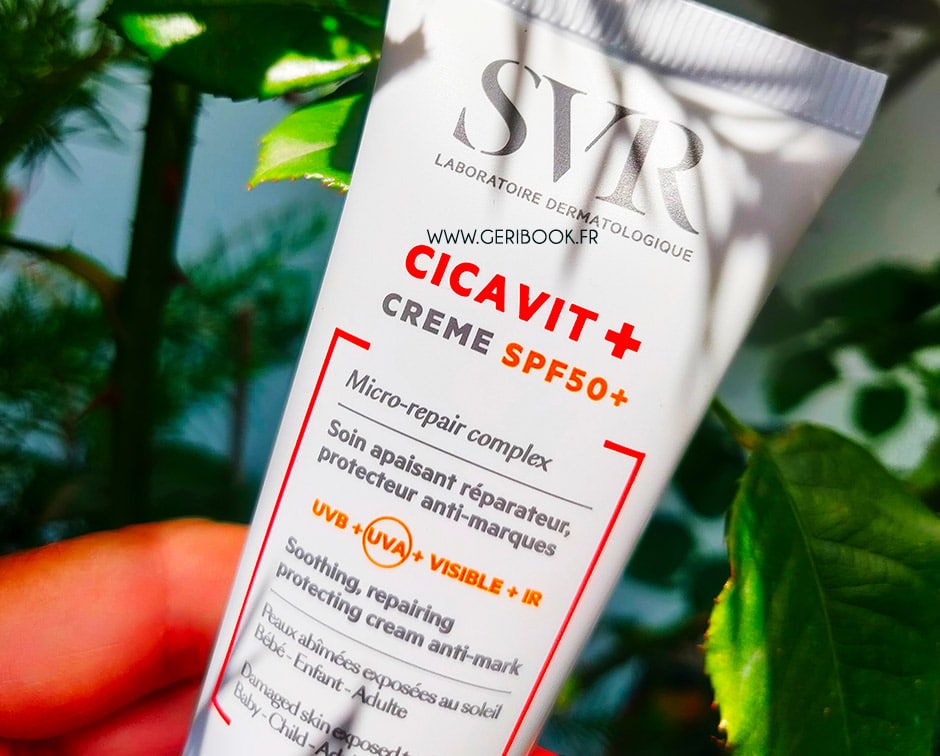 SVR
LABORATOIRE DERMATOLOGIQUE
WWW.GERIBOOK.FR
CICAVIT+
CREME SPF50+
Micro-repair complex
Soin apaisant réparateur,
protecteur anti-marques
UVB + UVA + VISIBLE + IR
Soothing, repairing
protecting cream anti-mark
Peaux abîmées exposées au soleil
Bébé - Enfant - Adulte
Damaged skin exposed
Baby - Child -